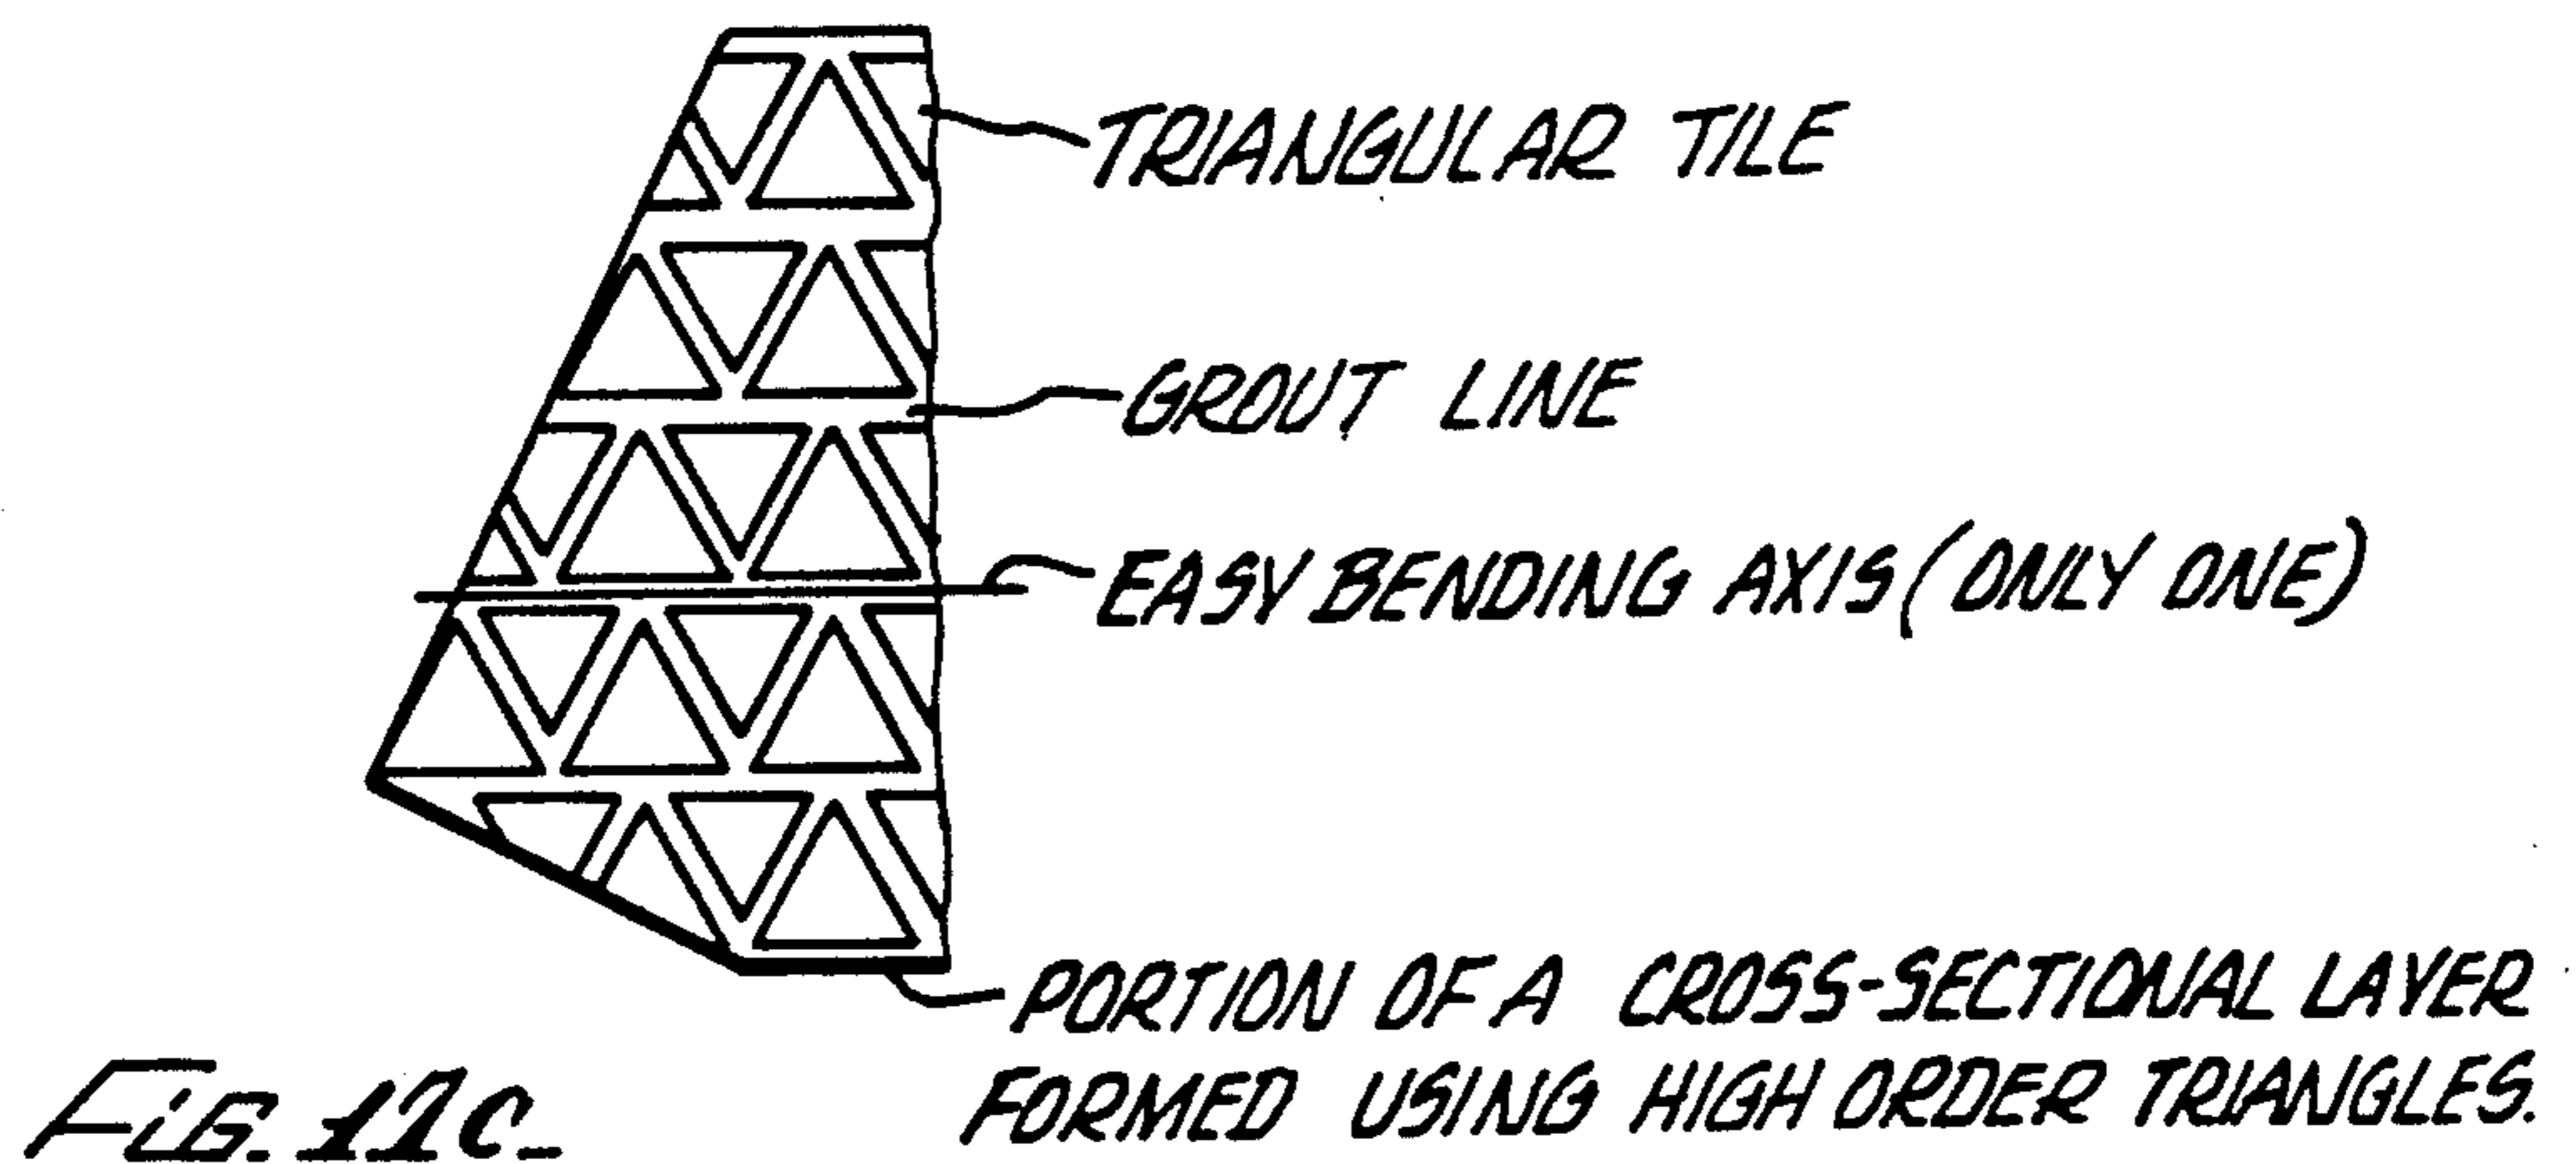 TRIANGULAR TILE
GROUT LINE
EASY BENDING AXIS (ONLY ONE)
PORTION OF A CROSS-SECTIONAL LAYER
FORMED USING HIGH ORDER TRIANGLES.
FIG. 11c.